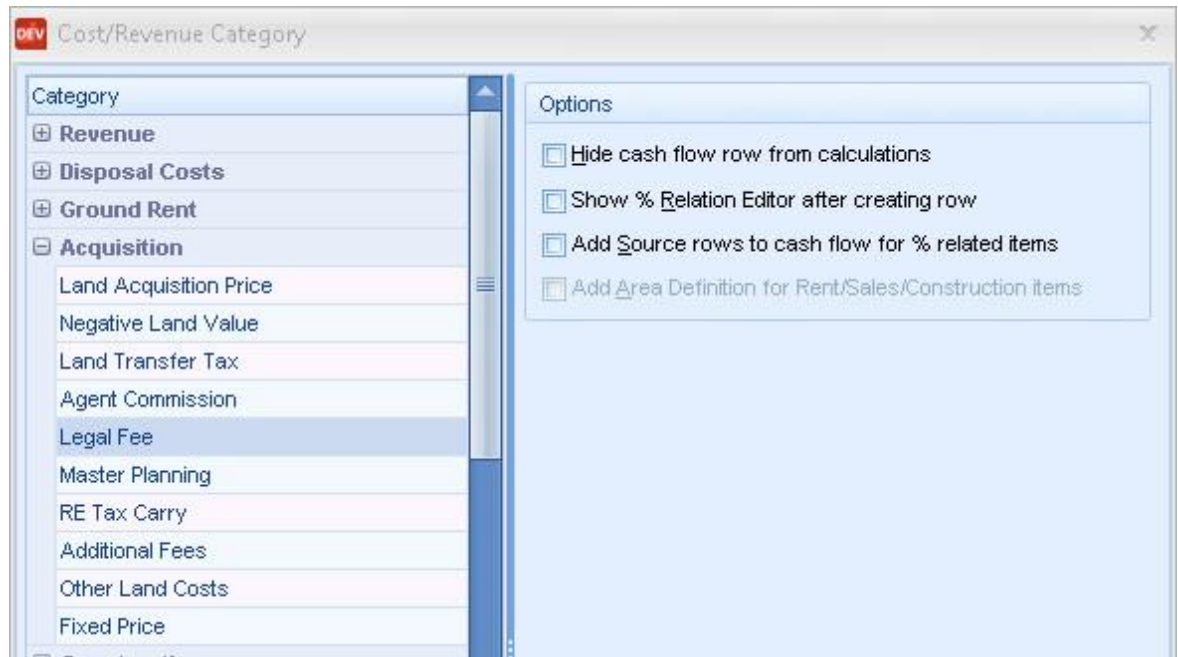 DEV Cost/Revenue Category
Category
Revenue
Disposal Costs
Ground Rent
Acquisition
Land Acquisition Price
Negative Land Value
Land Transfer Tax
Agent Commission
Legal Fee
Master Planning
RE Tax Carry
Additional Fees
Other Land Costs
Fixed Price
Options
Hide cash flow row from calculations
Show % Relation Editor after creating row
Add Source rows to cash flow for % related items
Add Area Definition for Rent/Sales/Construction items